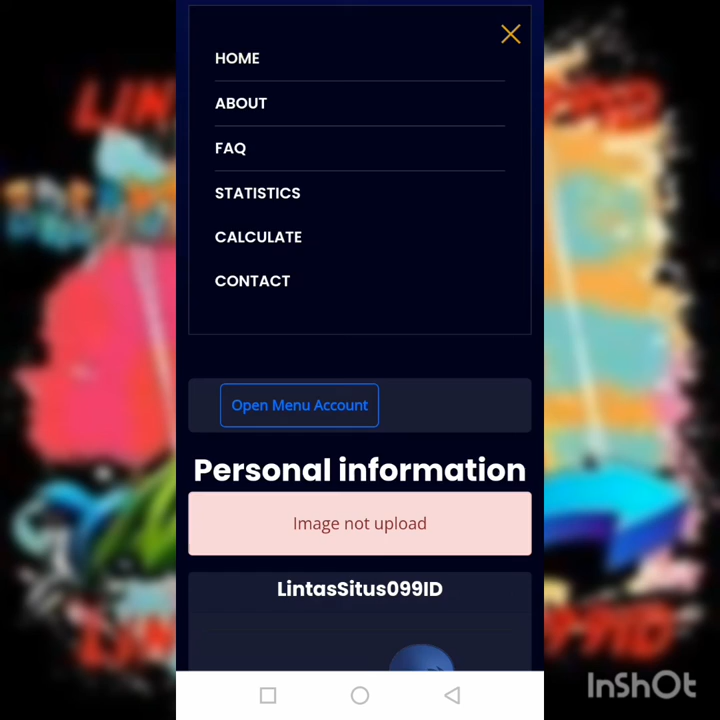 HOME
ABOUT
FAQ
STATISTICS
CALCULATE
CONTACT
Open Menu Account
Personal information
Image not upload
LintasSitus099ID
InShOt